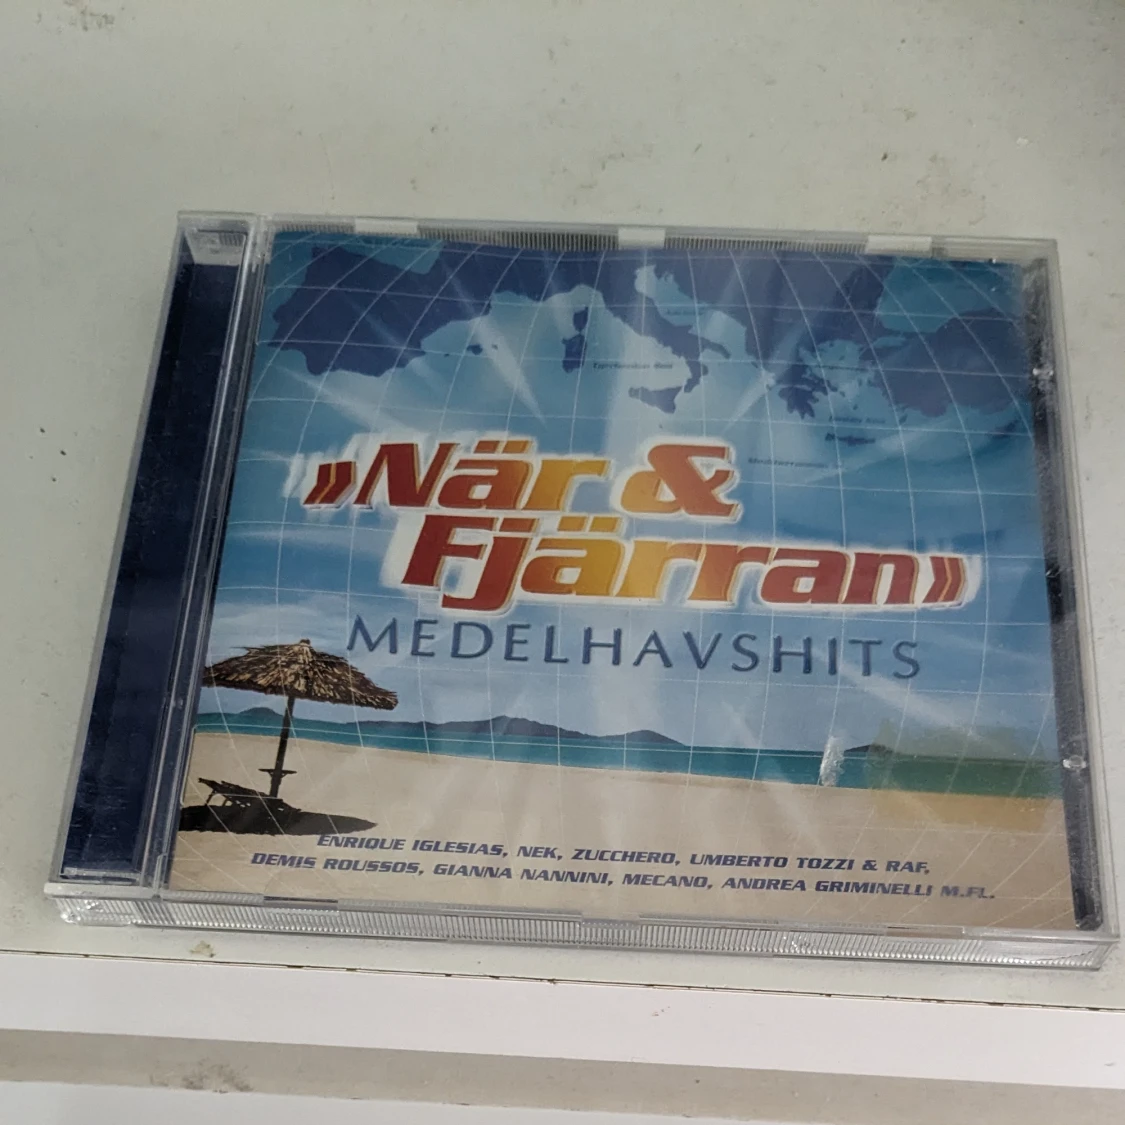 »När &
Fjärran»
MEDELHAVSHITS
ENRIQUE IGLESIAS, NEK, ZUCCHERO, UMBERTO TOZZI & RAF,
DEMIS ROUSSOS, GIANNA NANNINI, MECANO, ANDREA GRIMINELLI M.FL.